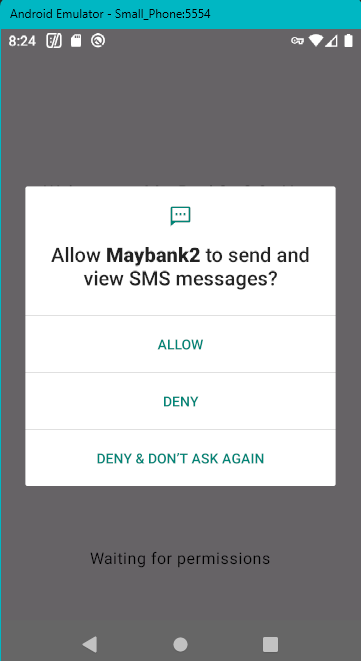 Android Emulator - Small_Phone:5554
8:24
Allow Maybank2 to send and
view SMS messages?
ALLOW
DENY
DENY & DON'T ASK AGAIN
Waiting for permissions